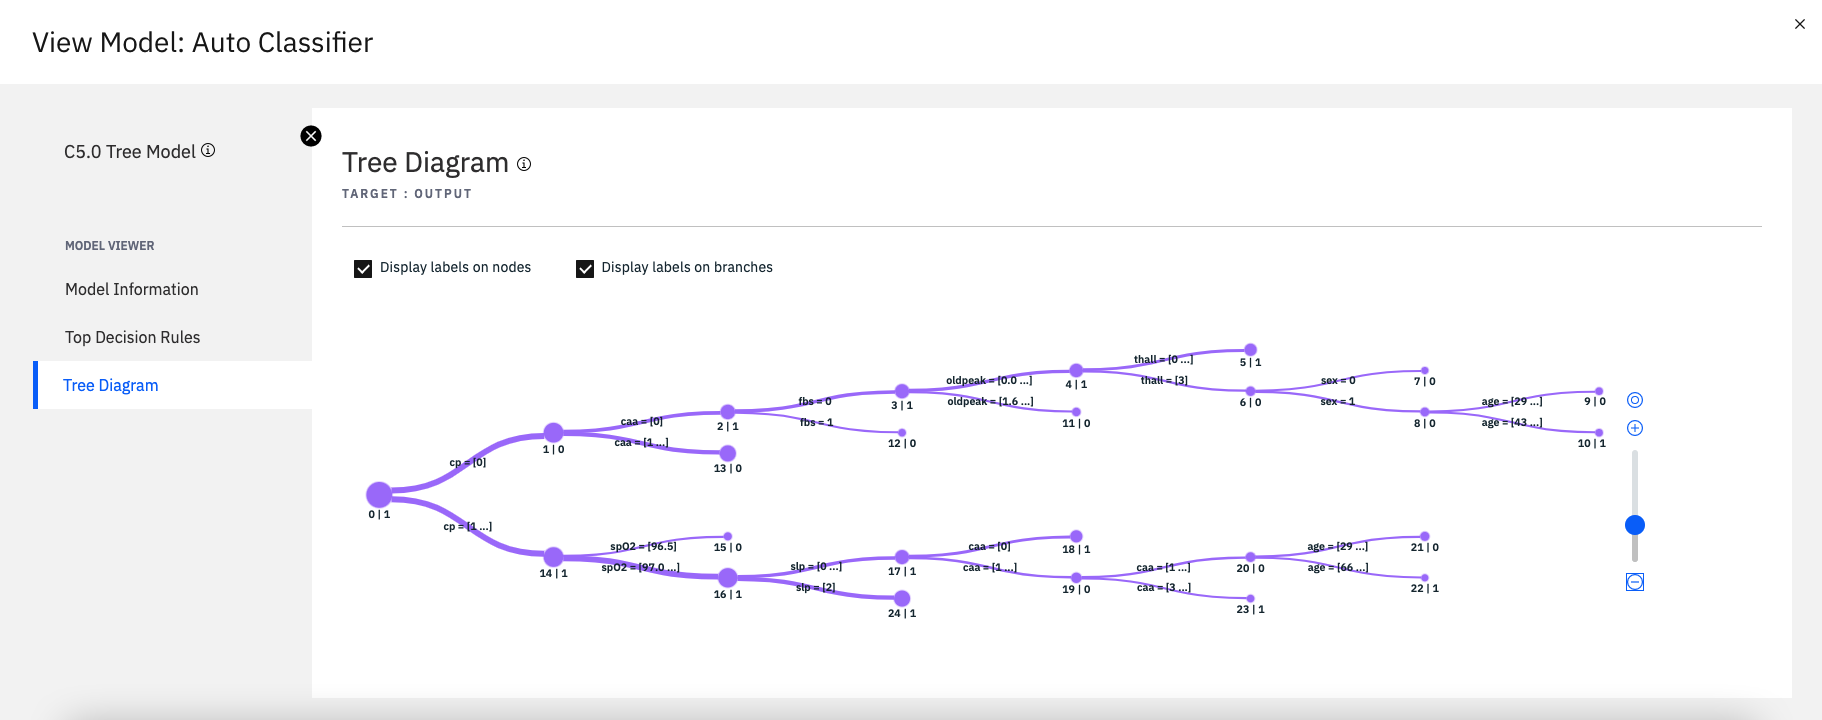 View Model: Auto Classifier
C5.0 Tree Model
MODEL VIEWER
Model Information
Top Decision Rules
Tree Diagram
Tree Diagram
TARGET : OUTPUT
Display labels on nodes
Display labels on branches
0 | 1
cp = [0]
cp = [1 ...]
1 | 0
caa = [0]
caa = [1 ...]
2 | 1
fbs = 0
fbs = 1
3 | 1
oldpeak = [0.0 ...]
oldpeak = [1.6 ...]
4 | 1
thall = [0 ...]
thall = [3]
5 | 1
6 | 0
sex = 0
sex = 1
7 | 0
8 | 0
age = [29 ...]
age = [43 ...]
9 | 0
10 | 1
11 | 0
12 | 0
13 | 0
14 | 1
spO2 = [96.5]
spO2 = [97.0 ...]
15 | 0
16 | 1
slp = [0 ...]
slp = [2]
17 | 1
caa = [0]
caa = [1 ...]
18 | 1
19 | 0
caa = [1 ...]
caa = [3 ...]
20 | 0
age = [29 ...]
age = [66 ...]
21 | 0
22 | 1
23 | 1
24 | 1